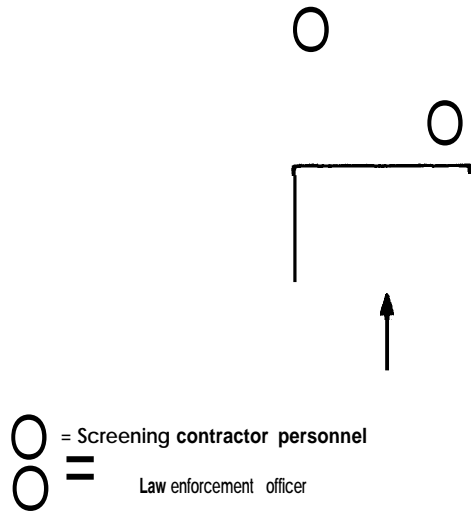 O
O
O = Screening contractor personnel
O = Law enforcement officer